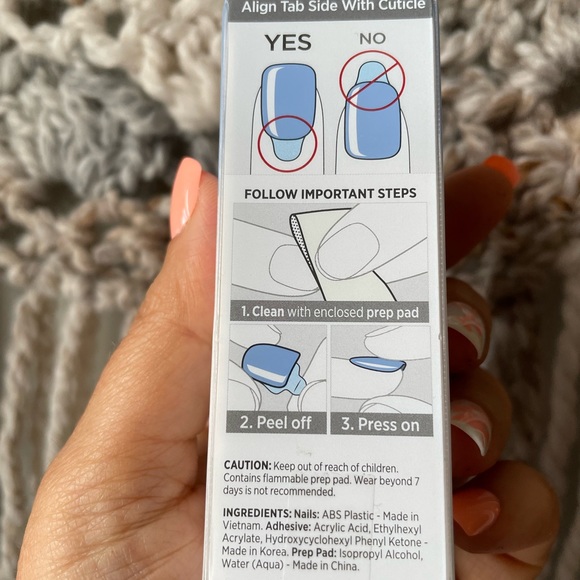 Align Tab Side With Cuticle
YES NO
FOLLOW IMPORTANT STEPS
1. Clean with enclosed prep pad
2. Peel off 3. Press on
CAUTION: Keep out of reach of children.
Contains flammable prep pad. Wear beyond 7
days is not recommended.
INGREDIENTS: Nails: ABS Plastic - Made in
Vietnam. Adhesive: Acrylic Acid, Ethylhexyl
Acrylate, Hydroxycyclohexyl Phenyl Ketone -
Made in Korea. Prep Pad: Isopropyl Alcohol,
Water (Aqua) - Made in China.